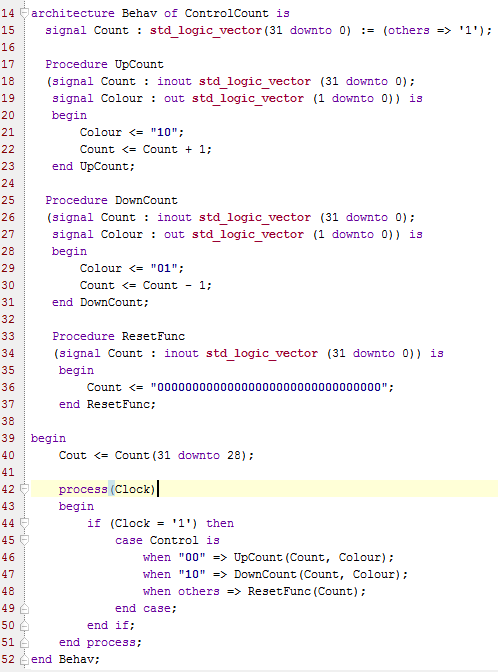 14 architecture Behav of ControlCount is
15 signal Count : std_logic_vector(31 downto 0) := (others => '1');
16
17 Procedure UpCount
18 (signal Count : inout std_logic_vector (31 downto 0);
19 signal Colour : out std_logic_vector (1 downto 0)) is
20 begin
21 Colour <= "10";
22 Count <= Count + 1;
23 end UpCount;
24
25 Procedure DownCount
26 (signal Count : inout std_logic_vector (31 downto 0);
27 signal Colour : out std_logic_vector (1 downto 0)) is
28 begin
29 Colour <= "01";
30 Count <= Count - 1;
31 end DownCount;
32
33 Procedure ResetFunc
34 (signal Count : inout std_logic_vector (31 downto 0)) is
35 begin
36 Count <= "00000000000000000000000000000000";
37 end ResetFunc;
38
39 begin
40 Cout <= Count(31 downto 28);
41
42 process(Clock)
43 begin
44 if (Clock = '1') then
45 case Control is
46 when "00" => UpCount(Count, Colour);
47 when "10" => DownCount(Count, Colour);
48 when others => ResetFunc(Count);
49 end case;
50 end if;
51 end process;
52 end Behav;